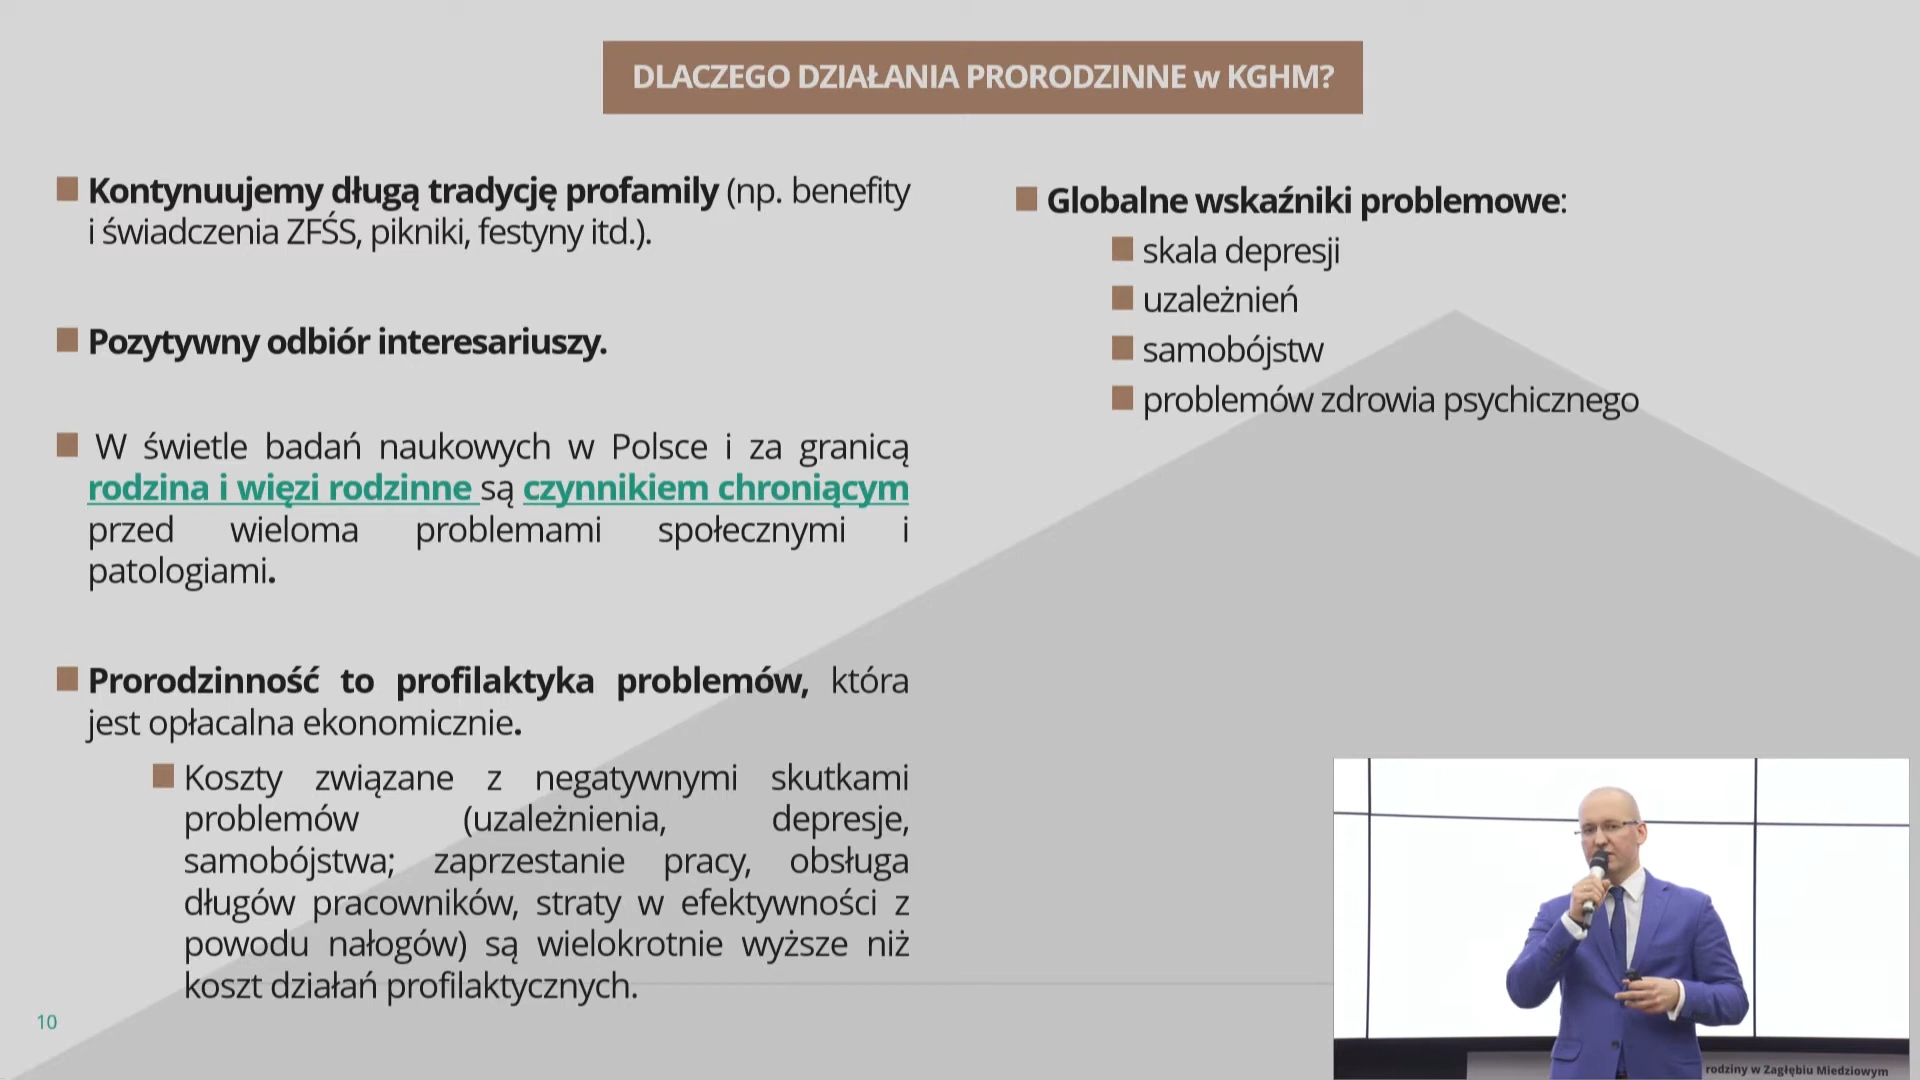 DLACZEGO DZIAŁANIA PRORODZINNE w KGHM?
Kontynuujemy długą tradycję profamily (np. benefity
i świadczenia ZFŚS, pikniki, festyny itd.).
Pozytywny odbiór interesariuszy.
W świetle badań naukowych w Polsce i za granicą
rodzina i więzi rodzinne są czynnikiem chroniącym
przed wieloma problemami społecznymi i
patologiami.
Prorodzinność to profilaktyka problemów, która
jest opłacalna ekonomicznie.
Koszty związane z negatywnymi skutkami
problemów (uzależnienia, depresje,
samobójstwa; zaprzestanie pracy, obsługa
długów pracowników, straty w efektywności z
powodu nałogów) są wielokrotnie wyższe niż
koszt działań profilaktycznych.
10
Globalne wskaźniki problemowe:
skala depresji
uzależnień
samobójstw
problemów zdrowia psychicznego
rodziny w Zagłębiu Miedziowym